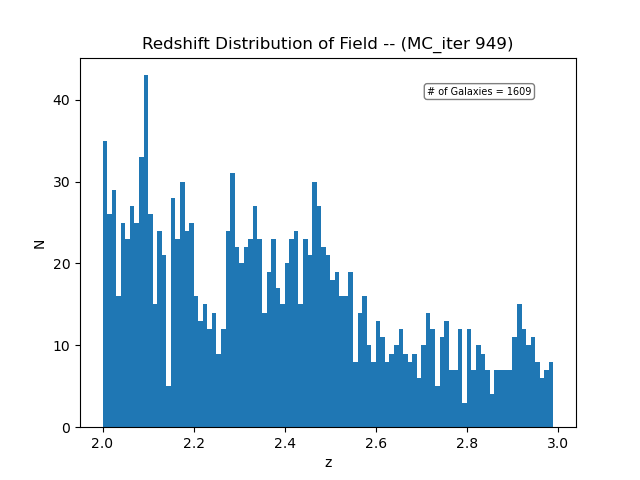 Redshift Distribution of Field -- (MC_iter 949)
# of Galaxies = 1609
N
40
30
20
10
0
2.0 2.2 2.4 2.6 2.8 3.0
z